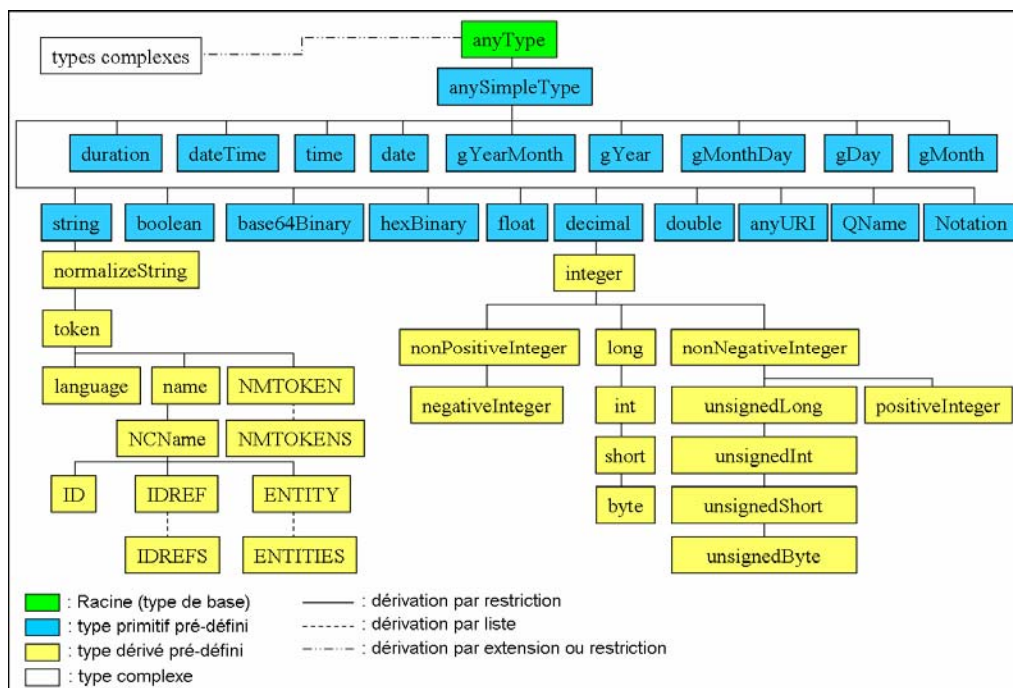 anyType
types complexes
anySimpleType
duration dateTime time date gYearMonth gYear gMonthDay gDay gMonth
string boolean base64Binary hexBinary float decimal double anyURI QName Notation
normalizeString integer
token
nonPositiveInteger long nonNegativeInteger
language name NMTOKEN
negativeInteger int unsignedLong positiveInteger
NCName NMTOKENS
short unsignedInt
ID IDREF ENTITY
byte unsignedShort
IDREFS ENTITIES unsignedByte
: Racine (type de base) : dérivation par restriction
: type primitif pré-défini : dérivation par liste
: type dérivé pré-défini : dérivation par extension ou restriction
: type complexe